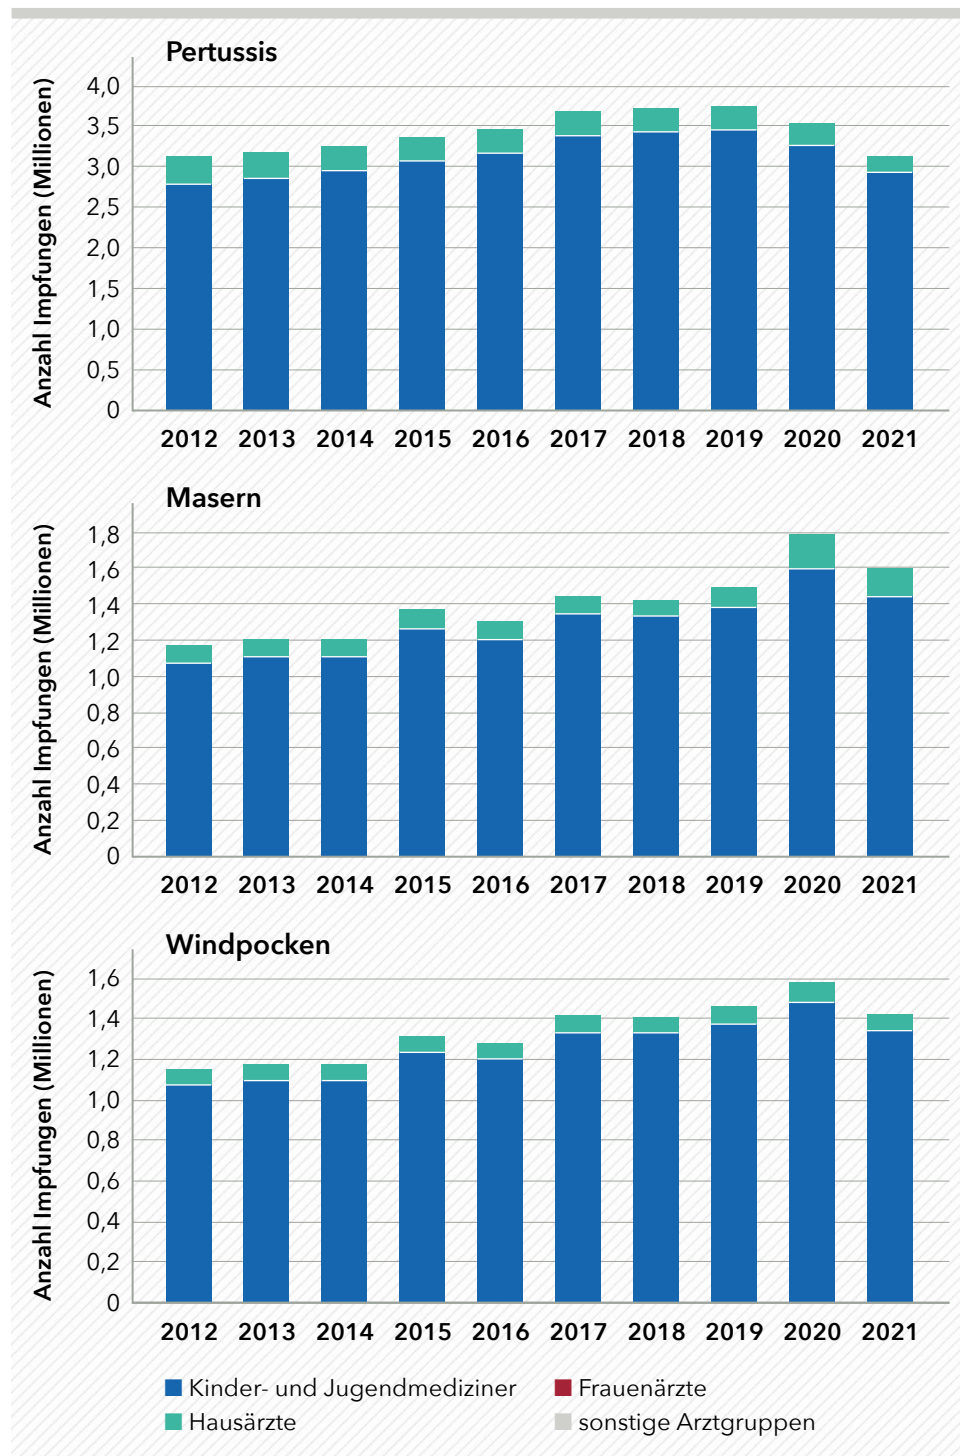 Pertussis
Anzahl Impfungen (Millionen)
4,0
3,5
3,0
2,5
2,0
1,5
1,0
0,5
0
2012 2013 2014 2015 2016 2017 2018 2019 2020 2021
Masern
Anzahl Impfungen (Millionen)
1,8
1,6
1,4
1,2
1,0
0,8
0,6
0,4
0,2
0
2012 2013 2014 2015 2016 2017 2018 2019 2020 2021
Windpocken
Anzahl Impfungen (Millionen)
1,6
1,4
1,2
1,0
0,8
0,6
0,4
0,2
0
2012 2013 2014 2015 2016 2017 2018 2019 2020 2021
Kinder- und Jugendmediziner
Frauenärzte
Hausärzte
sonstige Arztgruppen